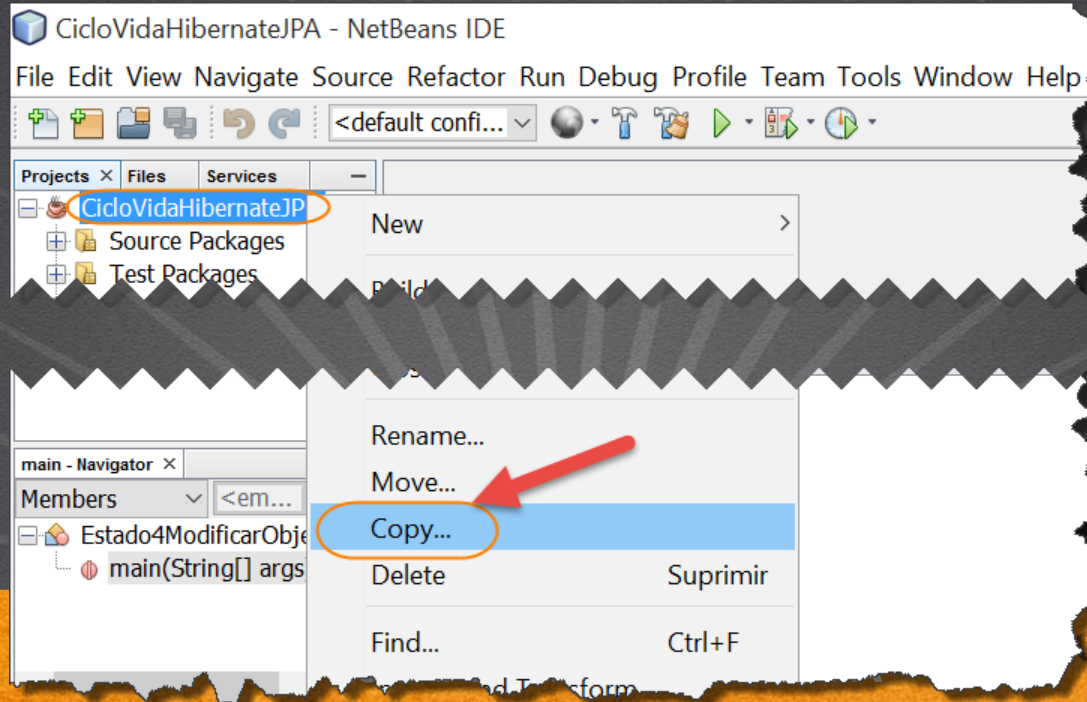 CicloVidaHibernateJPA - NetBeans IDE
File Edit View Navigate Source Refactor Run Debug Profile Team Tools Window Help
<default confi...
Projects Files Services
CicloVidaHibernateJP
New
Source Packages
Test Packages
Rename...
main - Navigator
Move...
Members <em...
Copy...
Estado4ModificarObje
main(String[] args
Delete Suprimir
Find... Ctrl+F